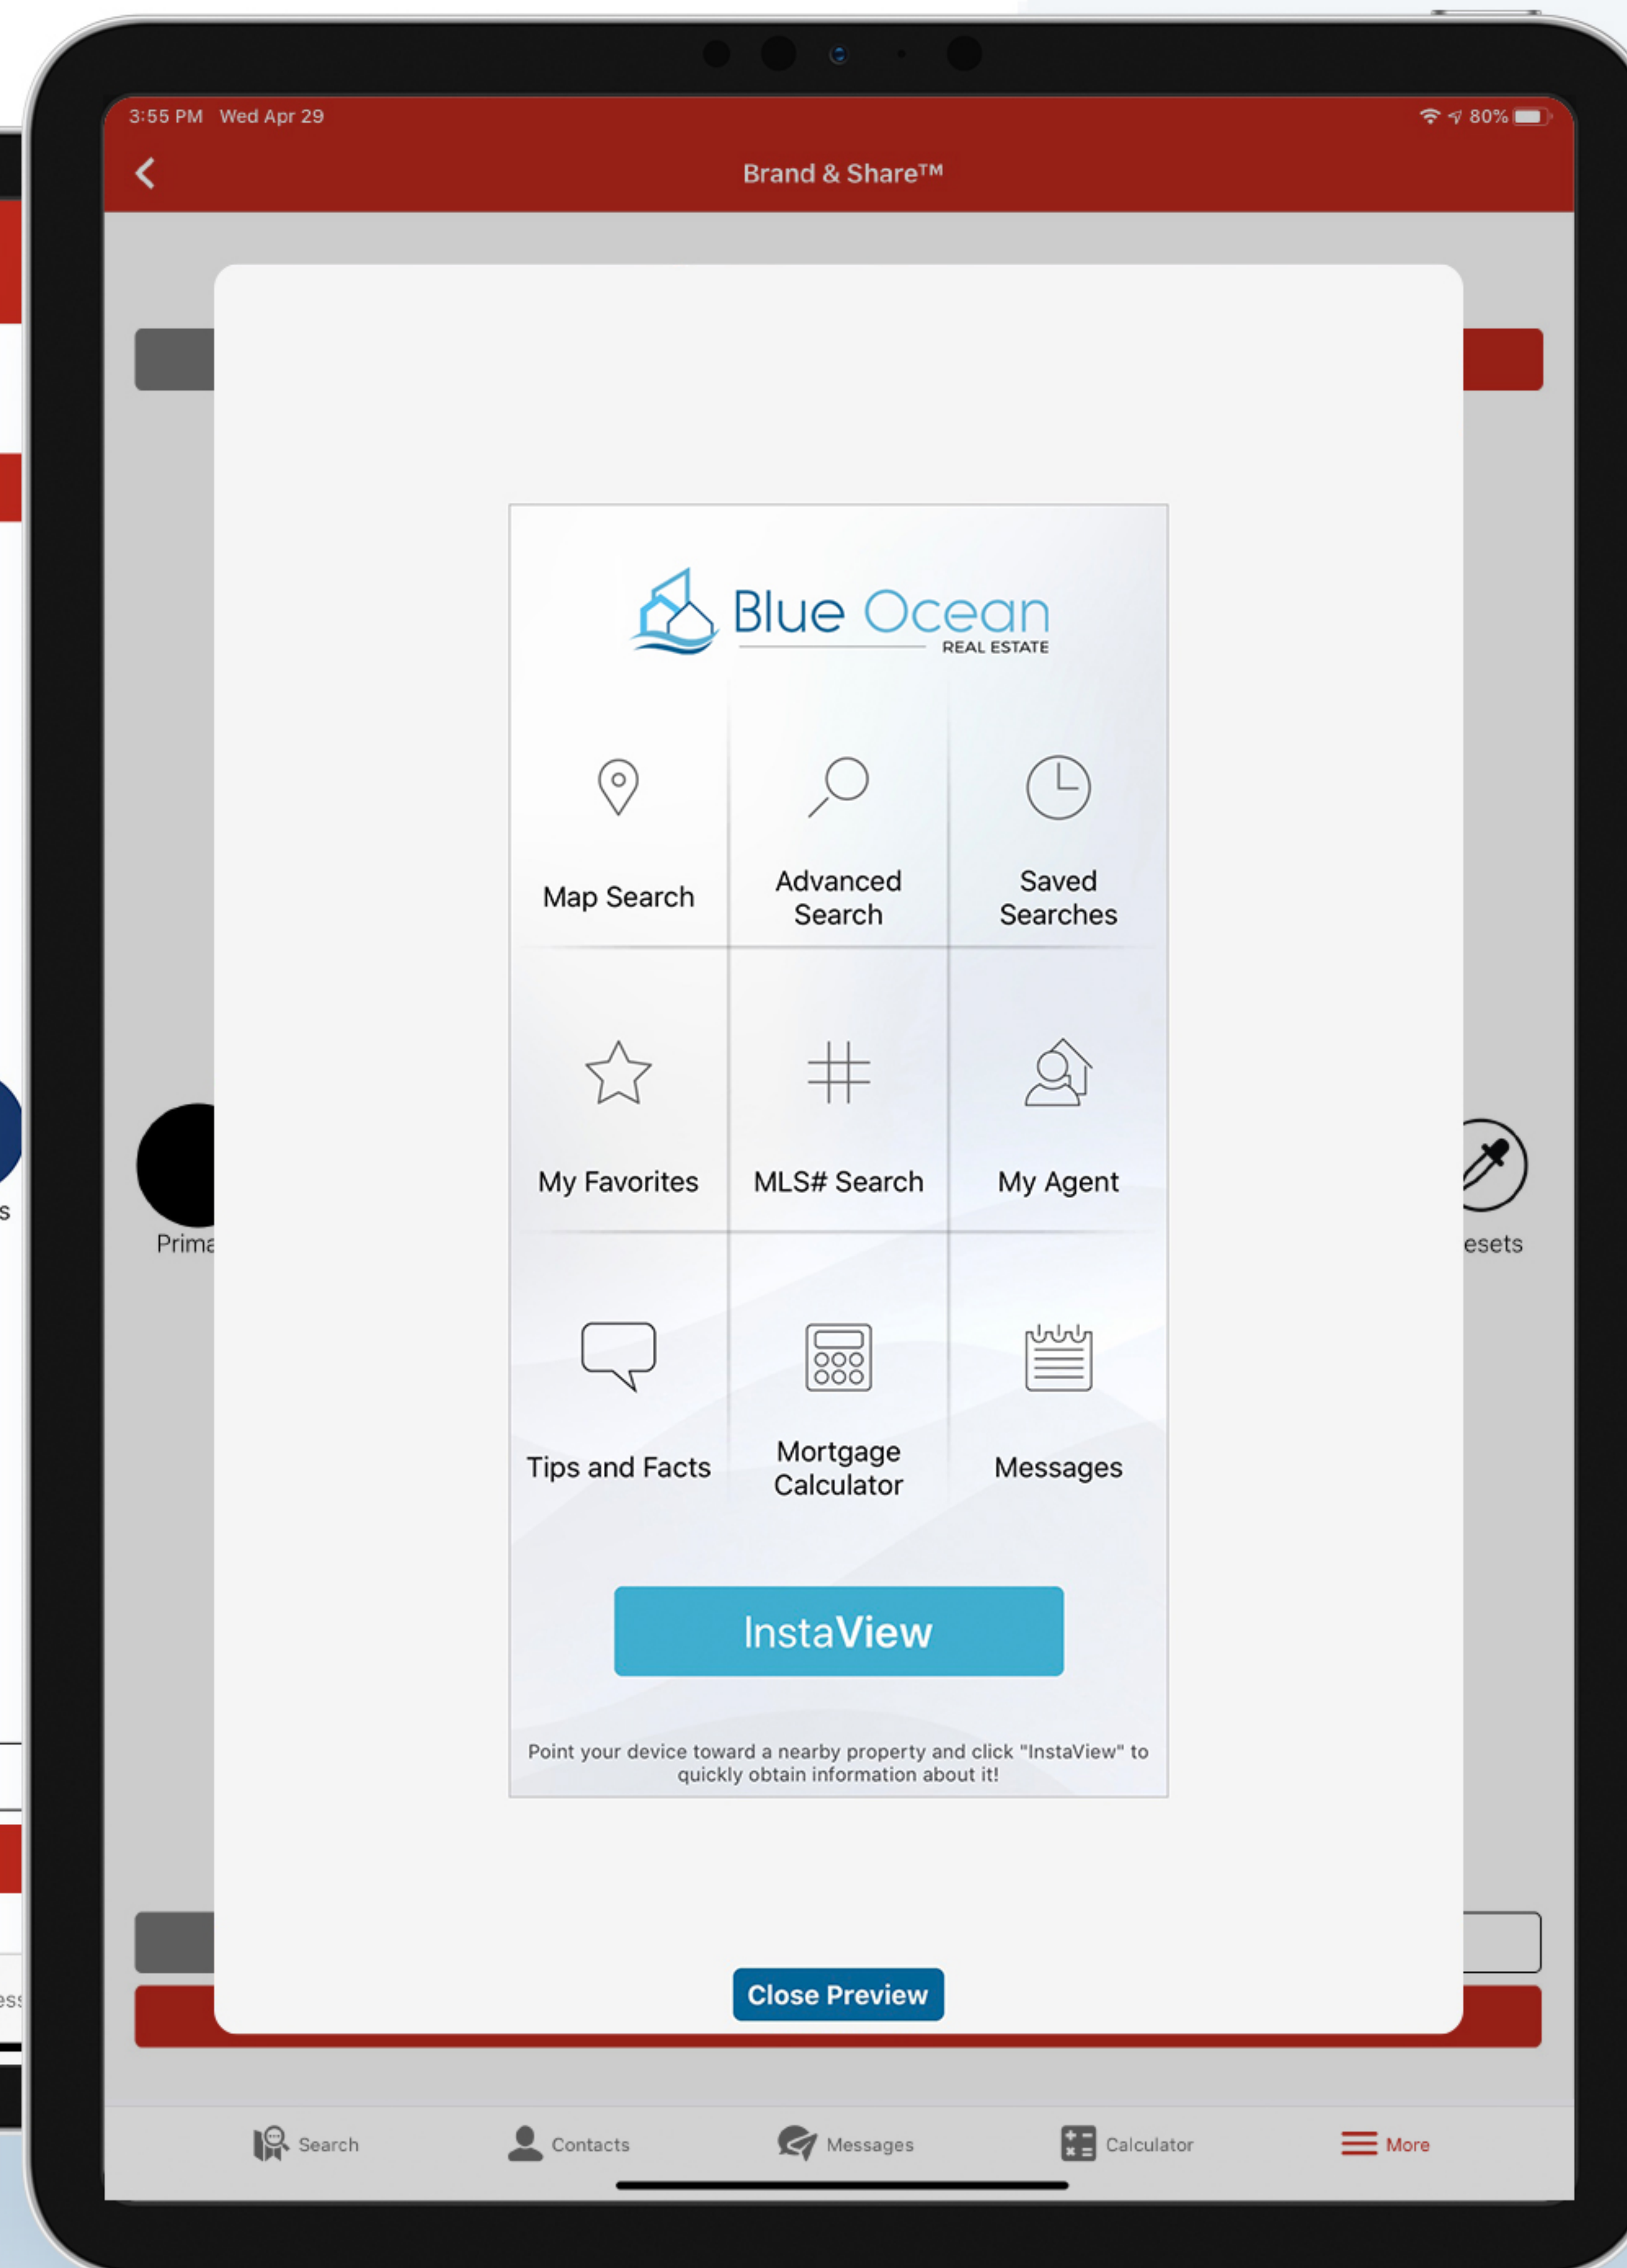 3:55 PM Wed Apr 29
80%
Brand & Share™
Blue Ocean
REAL ESTATE
Map Search
Advanced
Search
Saved
Searches
My Favorites
MLS# Search
My Agent
Tips and Facts
Mortgage
Calculator
Messages
InstaView
Point your device toward a nearby property and click "InstaView" to
quickly obtain information about it!
Close Preview
Search
Contacts
Messages
Calculator
More